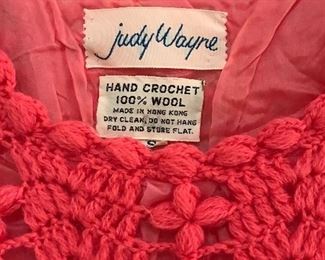 judy Wayne
HAND CROCHET
100% WOOL
MADE IN HONG KONG
DRY CLEAN, DO NOT HANG
FOLD AND STORE FLAT.
S